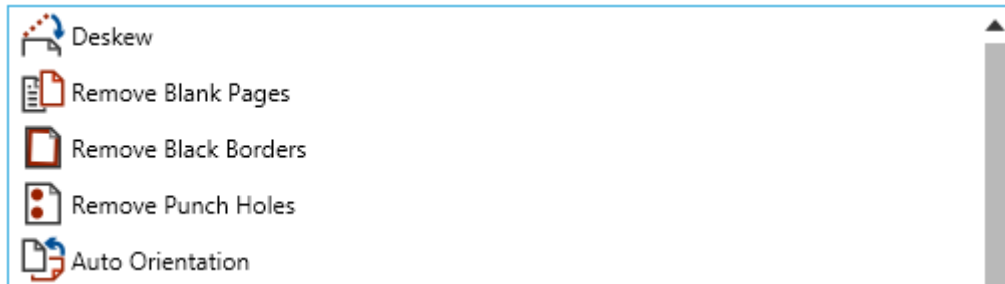 Deskew
Remove Blank Pages
Remove Black Borders
Remove Punch Holes
Auto Orientation